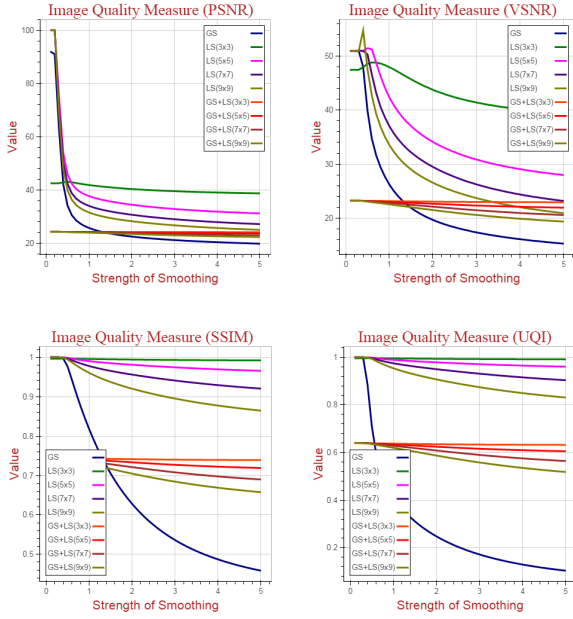 Image Quality Measure (PSNR)
100
80
60
40
20
0
1
2
3
4
5
Value
Strength of Smoothing
GS
LS(3x3)
LS(5x5)
LS(7x7)
LS(9x9)
GS+LS(3x3)
GS+LS(5x5)
GS+LS(7x7)
GS+LS(9x9)
Image Quality Measure (VSNR)
50
40
30
20
0
1
2
3
4
5
Value
Strength of Smoothing
GS
LS(3x3)
LS(5x5)
LS(7x7)
LS(9x9)
GS+LS(3x3)
GS+LS(5x5)
GS+LS(7x7)
GS+LS(9x9)
Image Quality Measure (SSIM)
1
0.9
0.8
0.7
0.6
0.5
0
1
2
3
4
5
Value
Strength of Smoothing
GS
LS(3x3)
LS(5x5)
LS(7x7)
LS(9x9)
GS+LS(3x3)
GS+LS(5x5)
GS+LS(7x7)
GS+LS(9x9)
Image Quality Measure (UQI)
1
0.8
0.6
0.4
0.2
0
1
2
3
4
5
Value
Strength of Smoothing
GS
LS(3x3)
LS(5x5)
LS(7x7)
LS(9x9)
GS+LS(3x3)
GS+LS(5x5)
GS+LS(7x7)
GS+LS(9x9)